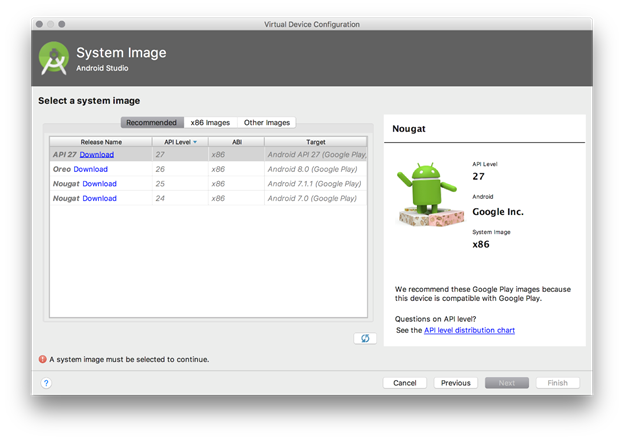 Virtual Device Configuration
System Image
Android Studio
Select a system image
Recommended x86 Images Other Images
Release Name API Level ABI Target
API 27 Download 27 x86 Android API 27 (Google Play,
Oreo Download 26 x86 Android 8.0 (Google Play)
Nougat Download 25 x86 Android 7.1.1 (Google Play)
Nougat Download 24 x86 Android 7.0 (Google Play)
Nougat
API Level
27
Android
Google Inc.
System Image
x86
We recommend these Google Play images because
this device is compatible with Google Play.
Questions on API level?
See the API level distribution chart
A system image must be selected to continue.
? Cancel Previous Next Finish